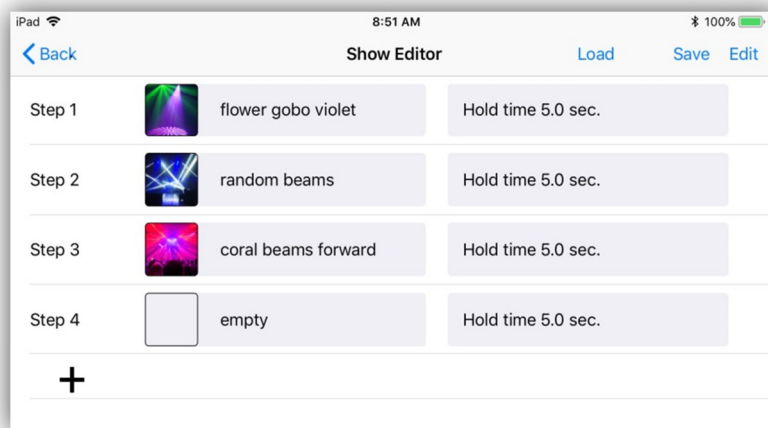 iPad 8:51 AM 100%
Back Show Editor Load Save Edit
Step 1 flower gobo violet Hold time 5.0 sec.
Step 2 random beams Hold time 5.0 sec.
Step 3 coral beams forward Hold time 5.0 sec.
Step 4 empty Hold time 5.0 sec.
+